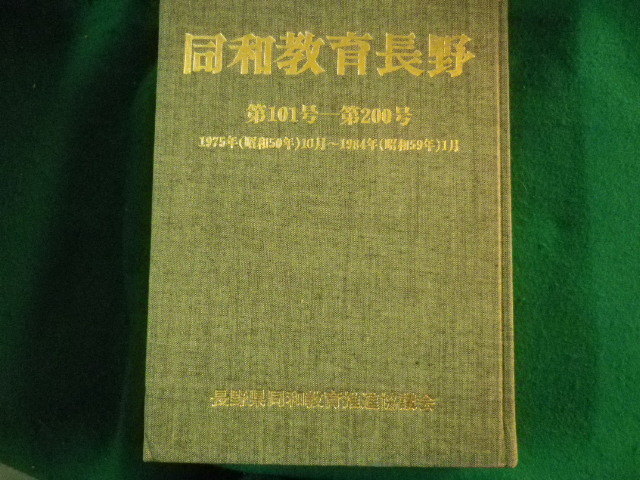 同和教育長野
第101号―第200号
1975年(昭和50年)10月～1984年(昭和59年)1月
長野県同和教育推進協議会